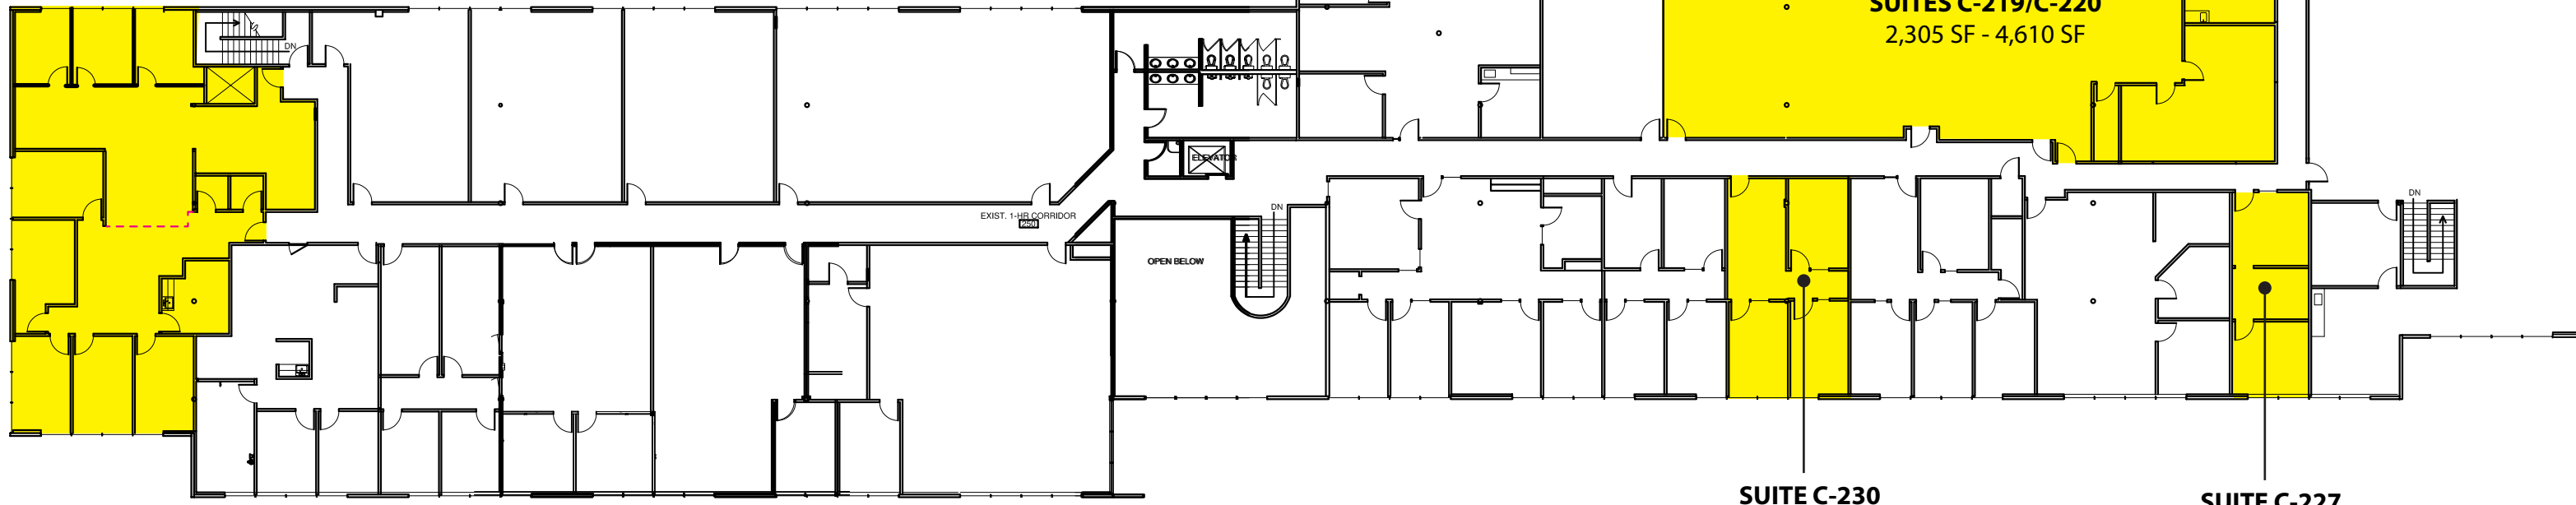 SUITES C-219/C-220
2,305 SF - 4,610 SF
DN
ELEVATOR
DN
EXIST. 1-HR CORRIDOR
250
DN
OPEN BELOW
SUITE C-230
SUITE C-227